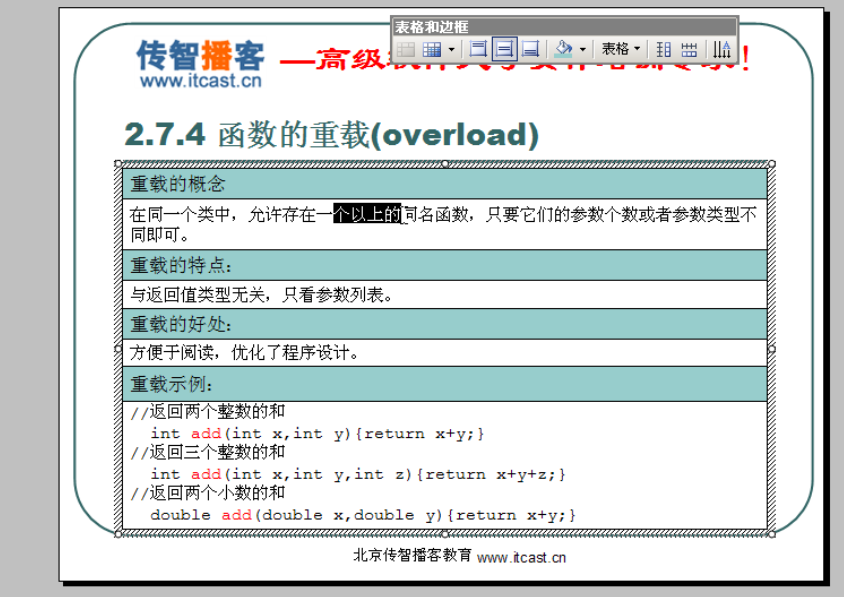 表格和边框
表格
传智播客
www.itcast.cn
—高级
2.7.4 函数的重载(overload)
重载的概念
在同一个类中，允许存在一个以上的同名函数，只要它们的参数个数或者参数类型不
同即可。
重载的特点:
与返回值类型无关，只看参数列表。
重载的好处:
方便于阅读，优化了程序设计。
重载示例:
//返回两个整数的和
int add(int x,int y){return x+y;}
//返回三个整数的和
int add(int x,int y,int z){return x+y+z;}
//返回两个小数的和
double add(double x,double y){return x+y;}
北京传智播客教育 www.itcast.cn